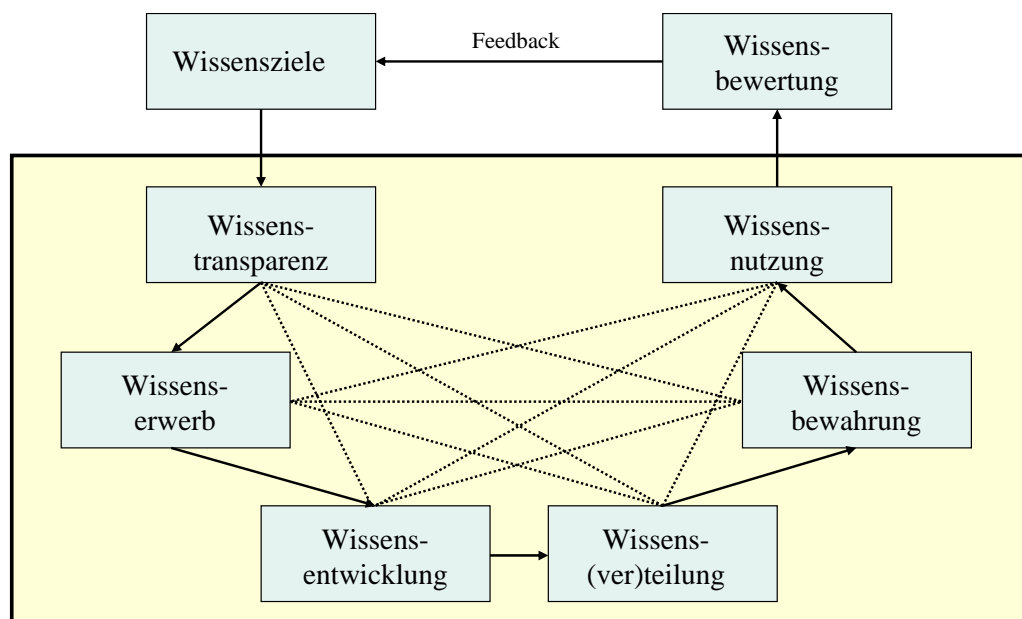 Wissensziele
Feedback
Wissens-
bewertung
Wissens-
transparenz
Wissens-
nutzung
Wissens-
erwerb
Wissens-
bewahrung
Wissens-
entwicklung
Wissens-
(ver)teilung